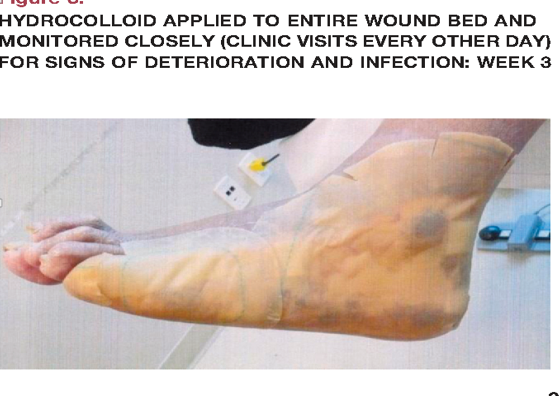 HYDROCOLLOID APPLIED TO ENTIRE WOUND BED AND
MONITORED CLOSELY (CLINIC VISITS EVERY OTHER DAY)
FOR SIGNS OF DETERIORATION AND INFECTION: WEEK 3